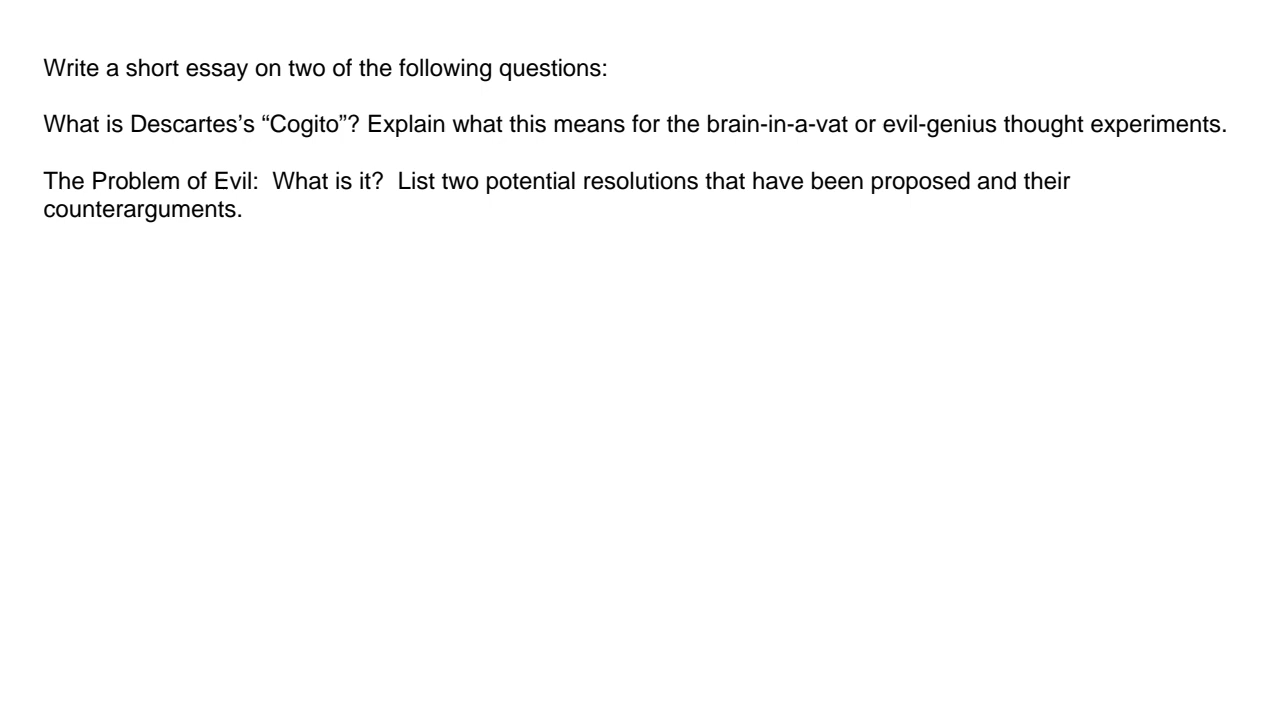 Write a short essay on two of the following questions:
What is Descartes’s “Cogito”? Explain what this means for the brain-in-a-vat or evil-genius thought experiments.
The Problem of Evil:  What is it?  List two potential resolutions that have been proposed and their
counterarguments.